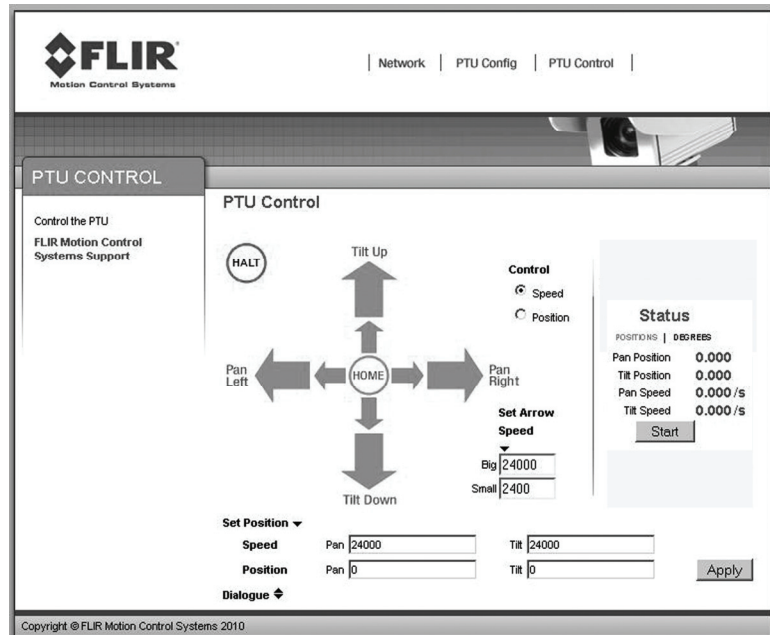 FLIR
Motion Control Systems
| Network | PTU Config | PTU Control |
PTU CONTROL
Control the PTU
FLIR Motion Control
Systems Support
PTU Control
HALT
Tilt Up
Pan
Left
HOME
Pan
Right
Tilt Down
Control
Speed
Position
Set Arrow
Speed
Big 24000
Small 2400
Status
POSITIONS | DEGREES
Pan Position 0.000
Tilt Position 0.000
Pan Speed 0.000 /s
Tilt Speed 0.000 /s
Start
Set Position
Speed Pan 24000 Tilt 24000
Position Pan 0 Tilt 0
Apply
Dialogue
Copyright © FLIR Motion Control Systems 2010